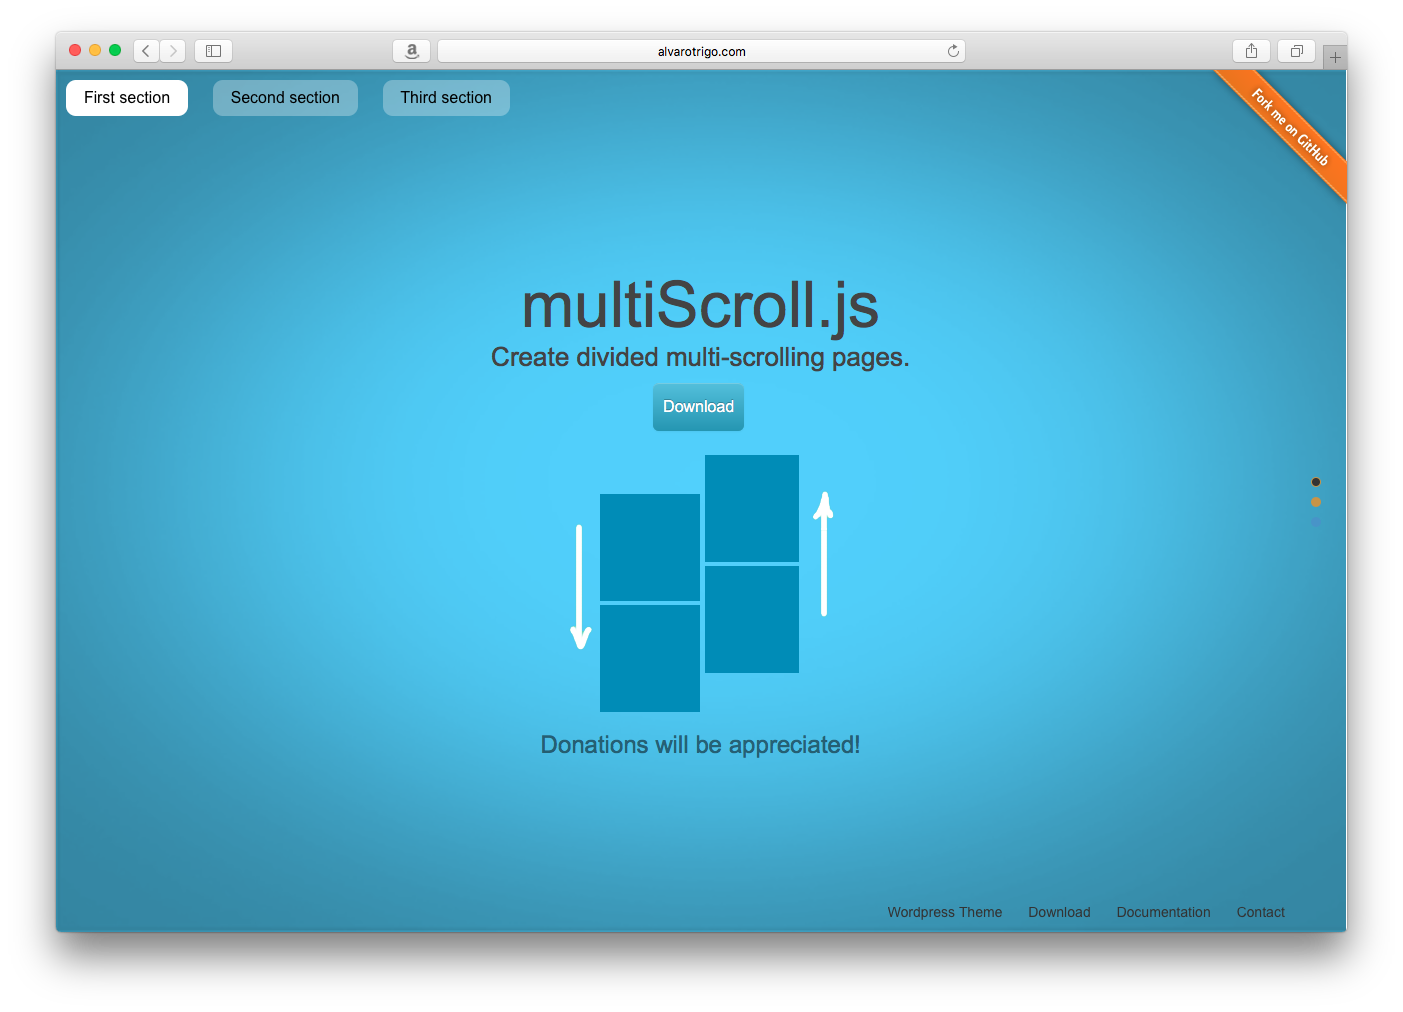 a
alvarotrigo.com
First section
Second section
Third section
Fork me on GitHub
multiScroll.js
Create divided multi-scrolling pages.
Download
Donations will be appreciated!
Wordpress Theme
Download
Documentation
Contact